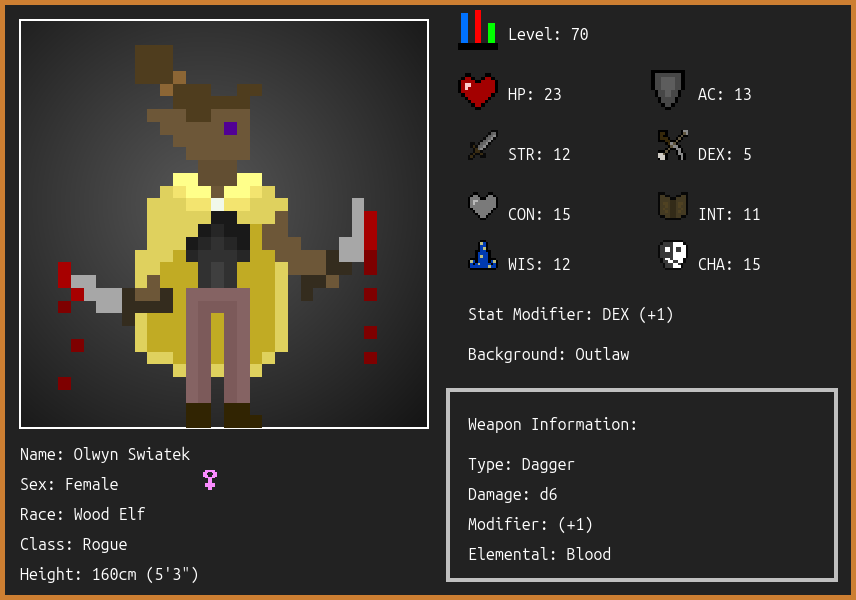 Level: 70
HP: 23
AC: 13
STR: 12
DEX: 5
CON: 15
INT: 11
WIS: 12
CHA: 15
Stat Modifier: DEX (+1)
Background: Outlaw
Weapon Information:
Type: Dagger
Damage: d6
Modifier: (+1)
Elemental: Blood
Name: Olwyn Swiatek
Sex: Female
Race: Wood Elf
Class: Rogue
Height: 160cm (5'3")